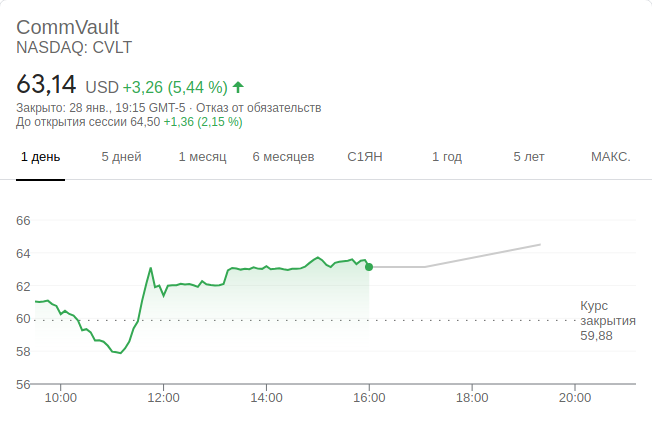 CommVault
NASDAQ: CVLT
63,14 USD +3,26 (5,44 %)
Закрыто: 28 янв., 19:15 GMT-5 · Отказ от обязательств
До открытия сессии 64,50 +1,36 (2,15 %)
1 день 5 дней 1 месяц 6 месяцев С1ЯН 1 год 5 лет МАКС.
66
64
62
60
58
56
Курс
закрытия
59,88
10:00 12:00 14:00 16:00 18:00 20:00